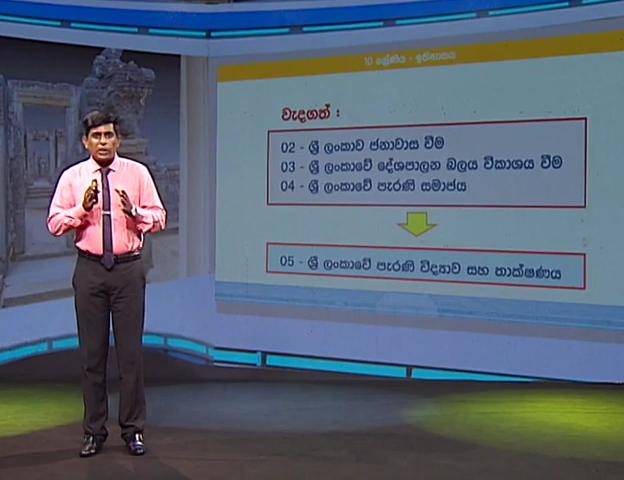 10 ශ්‍රේණිය - ඉතිහාසය
වැදගත් :
02 - ශ්‍රී ලංකාව ජනාවාස වීම
03 - ශ්‍රී ලංකාවේ දේශපාලන බලය විකාශය වීම
04 - ශ්‍රී ලංකාවේ පැරණි සමාජය
05 - ශ්‍රී ලංකාවේ පැරණි විද්‍යාව සහ තාක්ෂණය